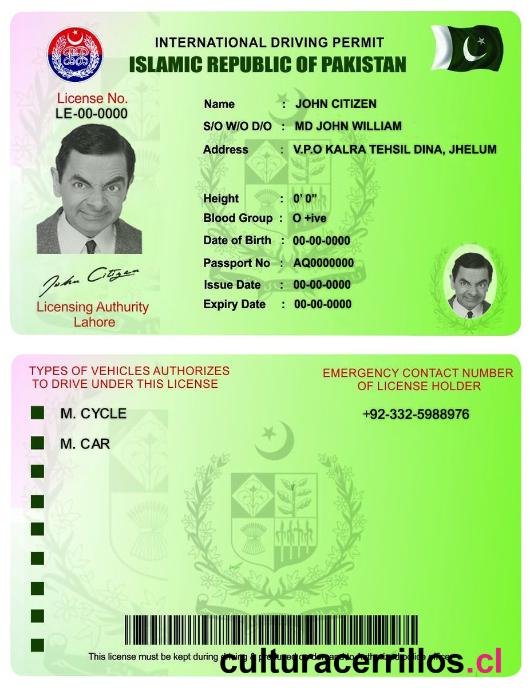 INTERNATIONAL DRIVING PERMIT
ISLAMIC REPUBLIC OF PAKISTAN
License No.
LE-00-0000
Name : JOHN CITIZEN
S/O W/O D/O : MD JOHN WILLIAM
Address : V.P.O KALRA TEHSIL DINA, JHELUM
Height : 0' 0"
Blood Group : O +ive
Date of Birth : 00-00-0000
Passport No : AQ0000000
Issue Date : 00-00-0000
Expiry Date : 00-00-0000
John Citizen
Licensing Authurity
Lahore
TYPES OF VEHICLES AUTHORIZES
TO DRIVE UNDER THIS LICENSE
EMERGENCY CONTACT NUMBER
OF LICENSE HOLDER
M. CYCLE
+92-332-5988976
M. CAR
This license must be kept during
culturacerrillos.cl